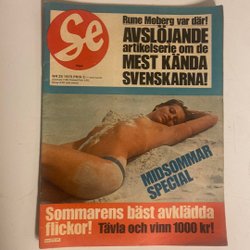 Se
Rune Moberg var där!
AVSLÖJANDE
artikelserie om de
MEST KÄNDA
SVENSKARNA!
MIDSOMMAR
SPECIAL
Sommarens bäst avklädda
flickor! Tävla och vinn 1000 kr!